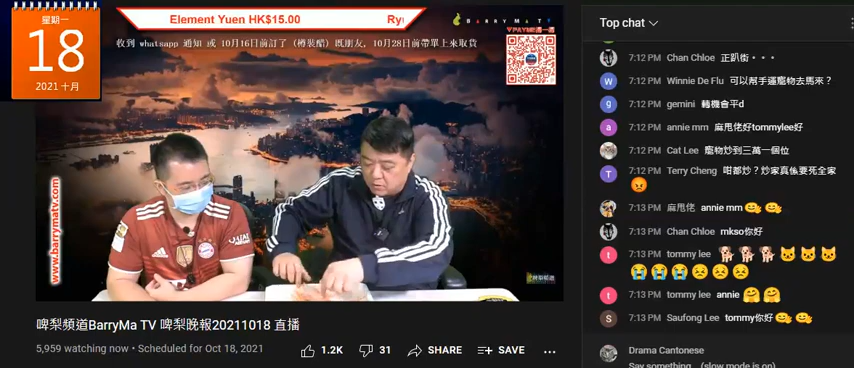 星期一
18
2021 十月
Element Yuen HK$15.00
Ry
BARRYMA TV
收到 whatsapp 通知 或 10月16日前訂了 (樽裝醋) 既朋友, 10月28日前帶單上來取貨
www.barrymatv.com
啤梨頻道
啤梨頻道BarryMa TV 啤梨晚報20211018 直播
5,959 watching now • Scheduled for Oct 18, 2021
1.2K
31
SHARE
SAVE
Top chat
7:12 PM Chan Chloe 正趴街・・・
7:12 PM Winnie De Flu 可以幫手運寵物去馬來？
7:12 PM gemini 轉機會平d
7:12 PM annie mm 麻甩佬好tommylee好
7:12 PM Cat Lee 寵物炒到三萬一個位
7:12 PM Terry Cheng 咁都炒？炒家真係要死全家
😡
7:13 PM 麻甩佬 annie mm
7:13 PM Chan Chloe mkso你好
7:13 PM tommy lee 🐕🐕🐕🐱🐱🐱
😭😭😭😣😣😣
7:13 PM tommy lee annie 🤗🤗
7:13 PM Saufong Lee tommy你好
Drama Cantonese
Say something... (slow mode is on)